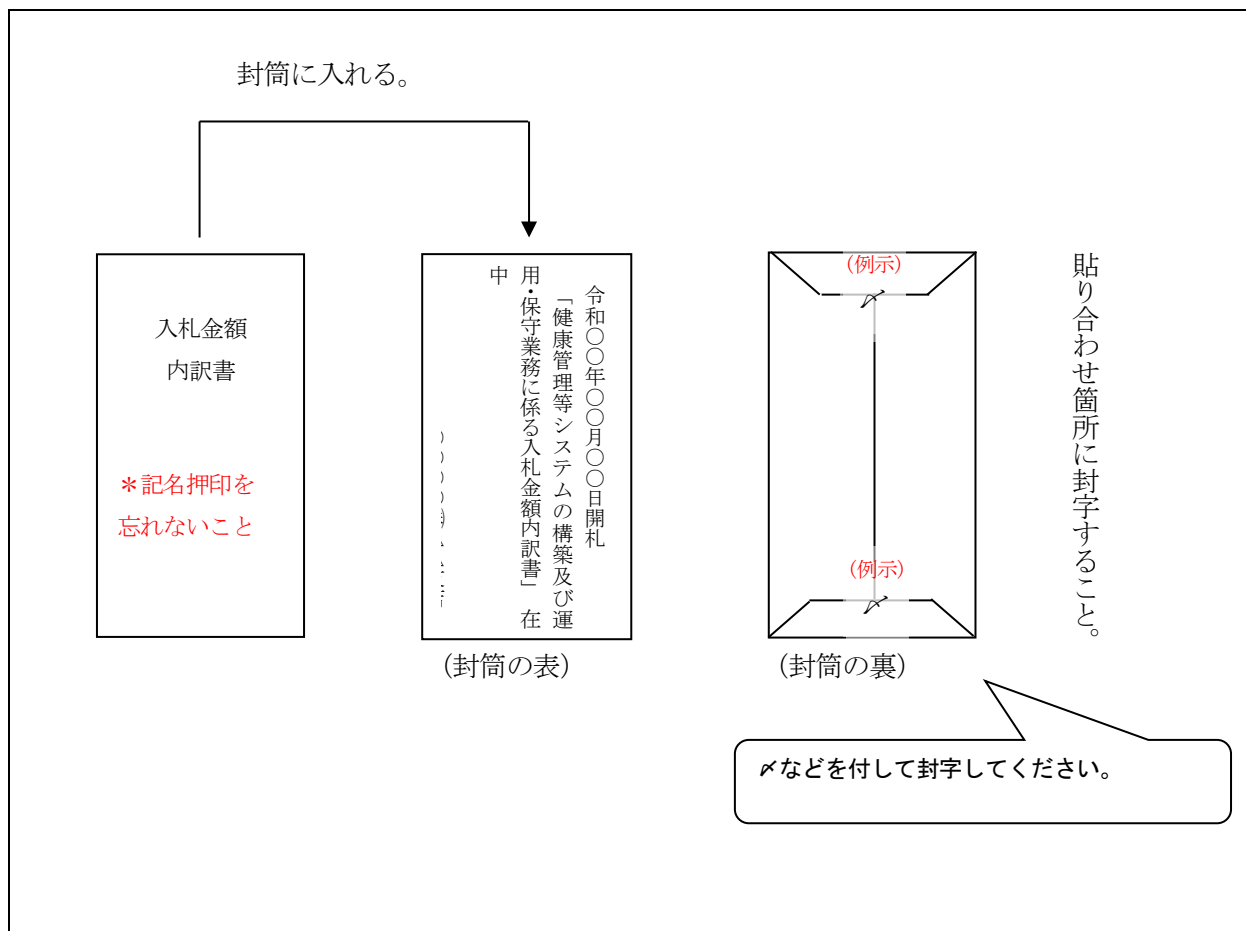 封筒に入れる。
入札金額
内訳書
＊記名押印を
忘れないこと
令和〇〇年〇〇月〇〇日開札
「健康管理等システムの構築及び運
用・保守業務に係る入札金額内訳書」　在
中
(封筒の表)
(例示)
〆
(例示)
〆
(封筒の裏)
貼り合わせ箇所に封字すること。
〆などを付して封字してください。